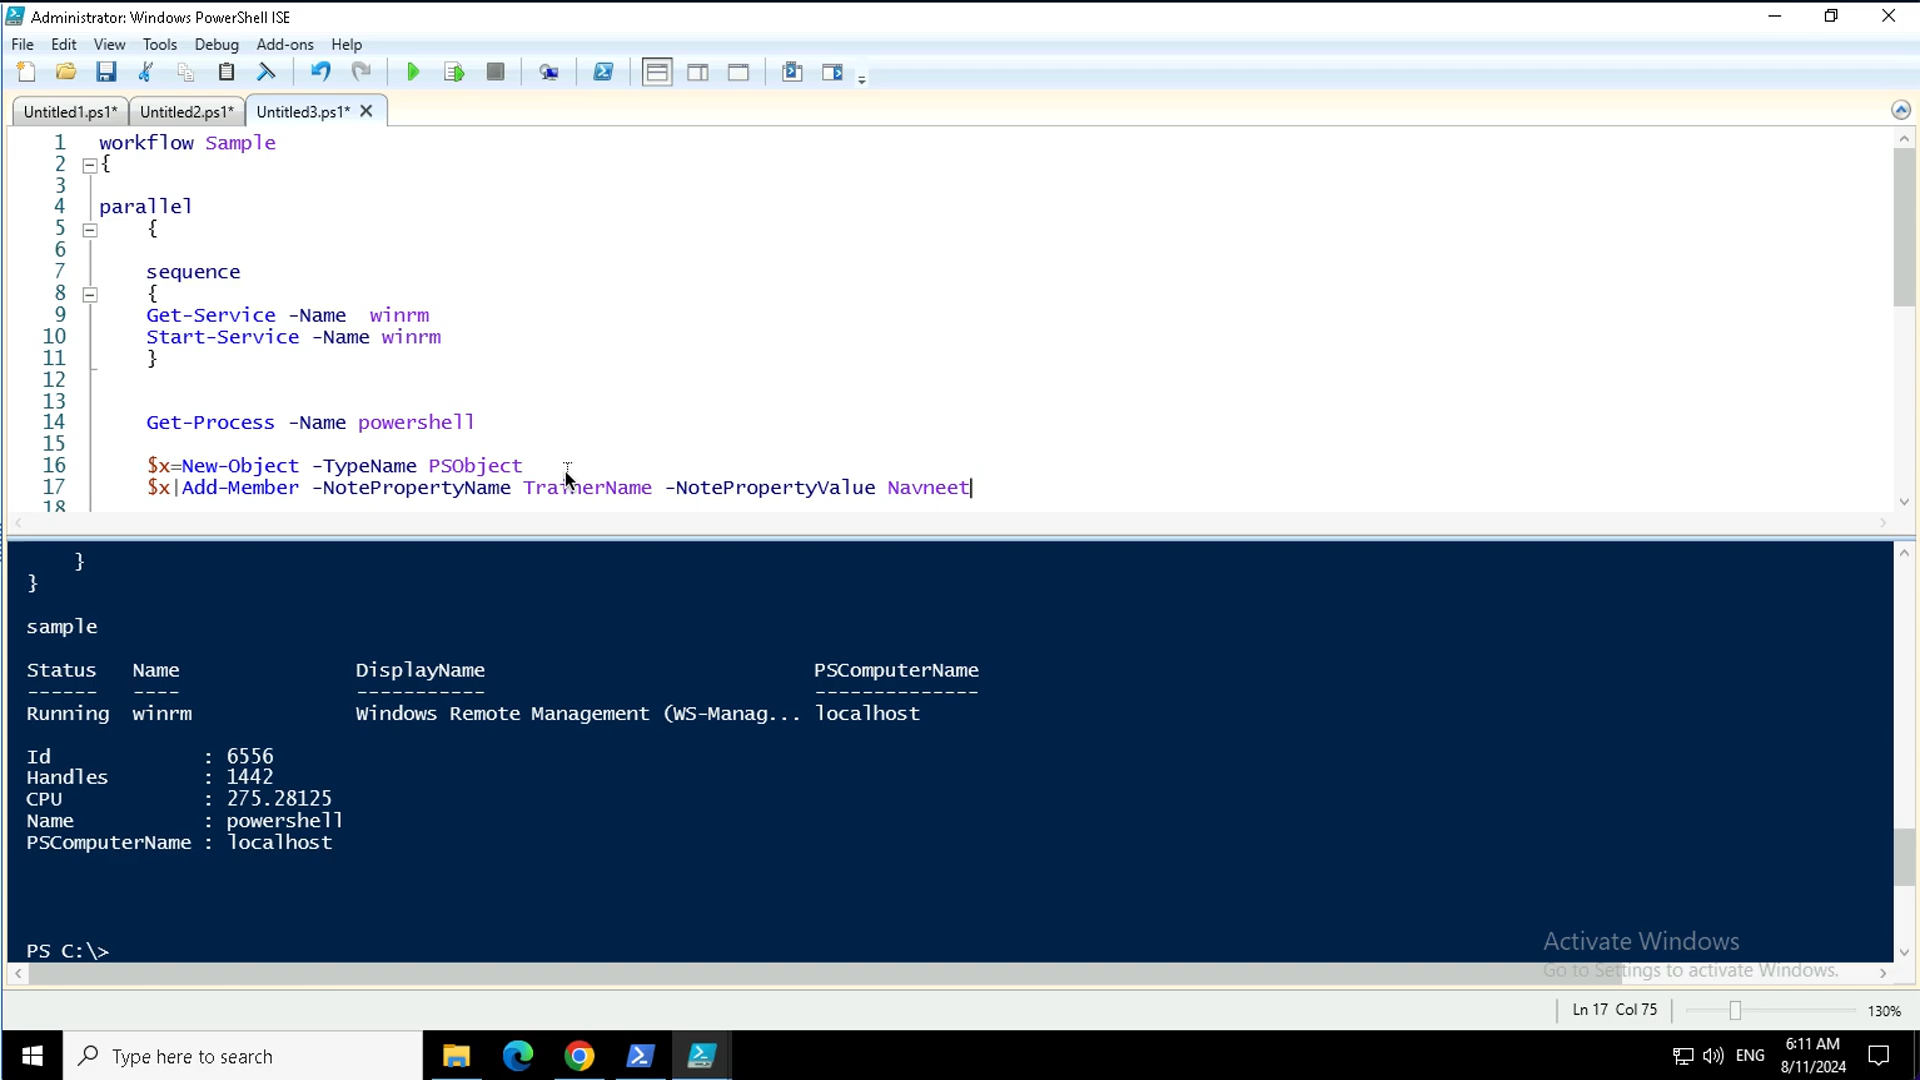 Administrator: Windows PowerShell ISE
File Edit View Tools Debug Add-ons Help
Untitled1.ps1* Untitled2.ps1* Untitled3.ps1*
1 workflow Sample
2 {
3
4 parallel
5 {
6
7 sequence
8 {
9 Get-Service -Name  winrm
10 Start-Service -Name winrm
11 }
12
13
14 Get-Process -Name powershell
15
16 $x=New-Object -TypeName PSObject
17 $x|Add-Member -NotePropertyName TrainerName -NotePropertyValue Navneet
18
}
}
sample
Status Name DisplayName PSComputerName
------ ---- ----------- --------------
Running winrm Windows Remote Management (WS-Manag... localhost
Id : 6556
Handles : 1442
CPU : 275.28125
Name : powershell
PSComputerName : localhost
PS C:\>
Activate Windows
Go to Settings to activate Windows.
Ln 17 Col 75 130%
Type here to search
ENG
6:11 AM
8/11/2024